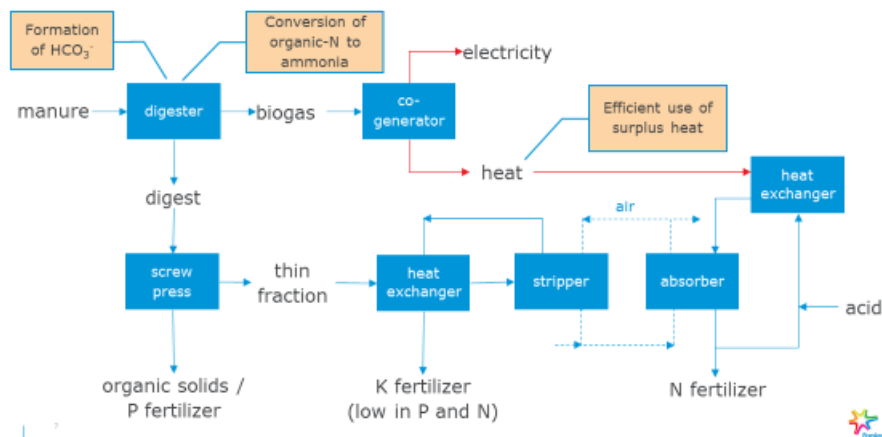 Formation
of HCO₃⁻
Conversion of
organic-N to
ammonia
electricity
manure
digester
biogas
co-
generator
Efficient use of
surplus heat
heat
heat
exchanger
digest
air
screw
press
thin
fraction
heat
exchanger
stripper
absorber
acid
organic solids /
P fertilizer
K fertilizer
(low in P and N)
N fertilizer
7